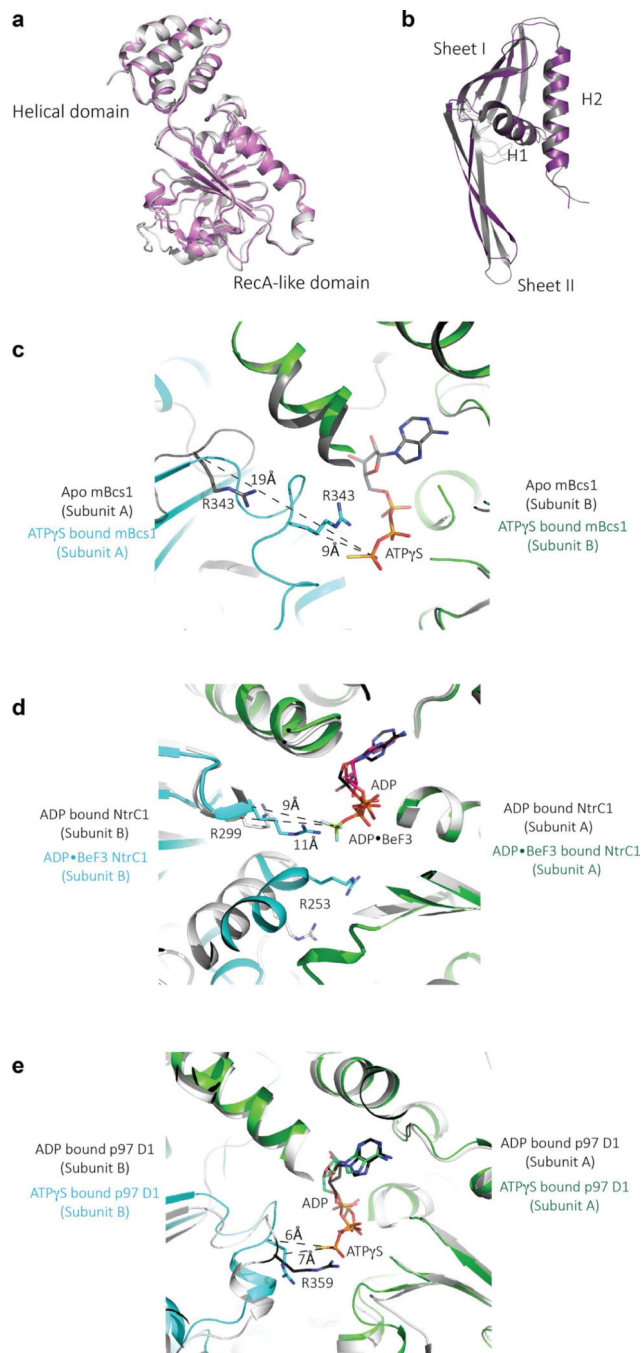 a
Helical domain
RecA-like domain
b
Sheet I
H2
H1
Sheet II
c
19Å
R343
R343
9Å
ATPγS
Apo mBcs1
(Subunit A)
ATPγS bound mBcs1
(Subunit A)
Apo mBcs1
(Subunit B)
ATPγS bound mBcs1
(Subunit B)
d
ADP
9Å
R299
11Å
ADP•BeF3
R253
ADP bound NtrC1
(Subunit B)
ADP•BeF3 NtrC1
(Subunit B)
ADP bound NtrC1
(Subunit A)
ADP•BeF3 bound NtrC1
(Subunit A)
e
ADP
6Å
ATPγS
7Å
R359
ADP bound p97 D1
(Subunit B)
ATPγS bound p97 D1
(Subunit B)
ADP bound p97 D1
(Subunit A)
ATPγS bound p97 D1
(Subunit A)